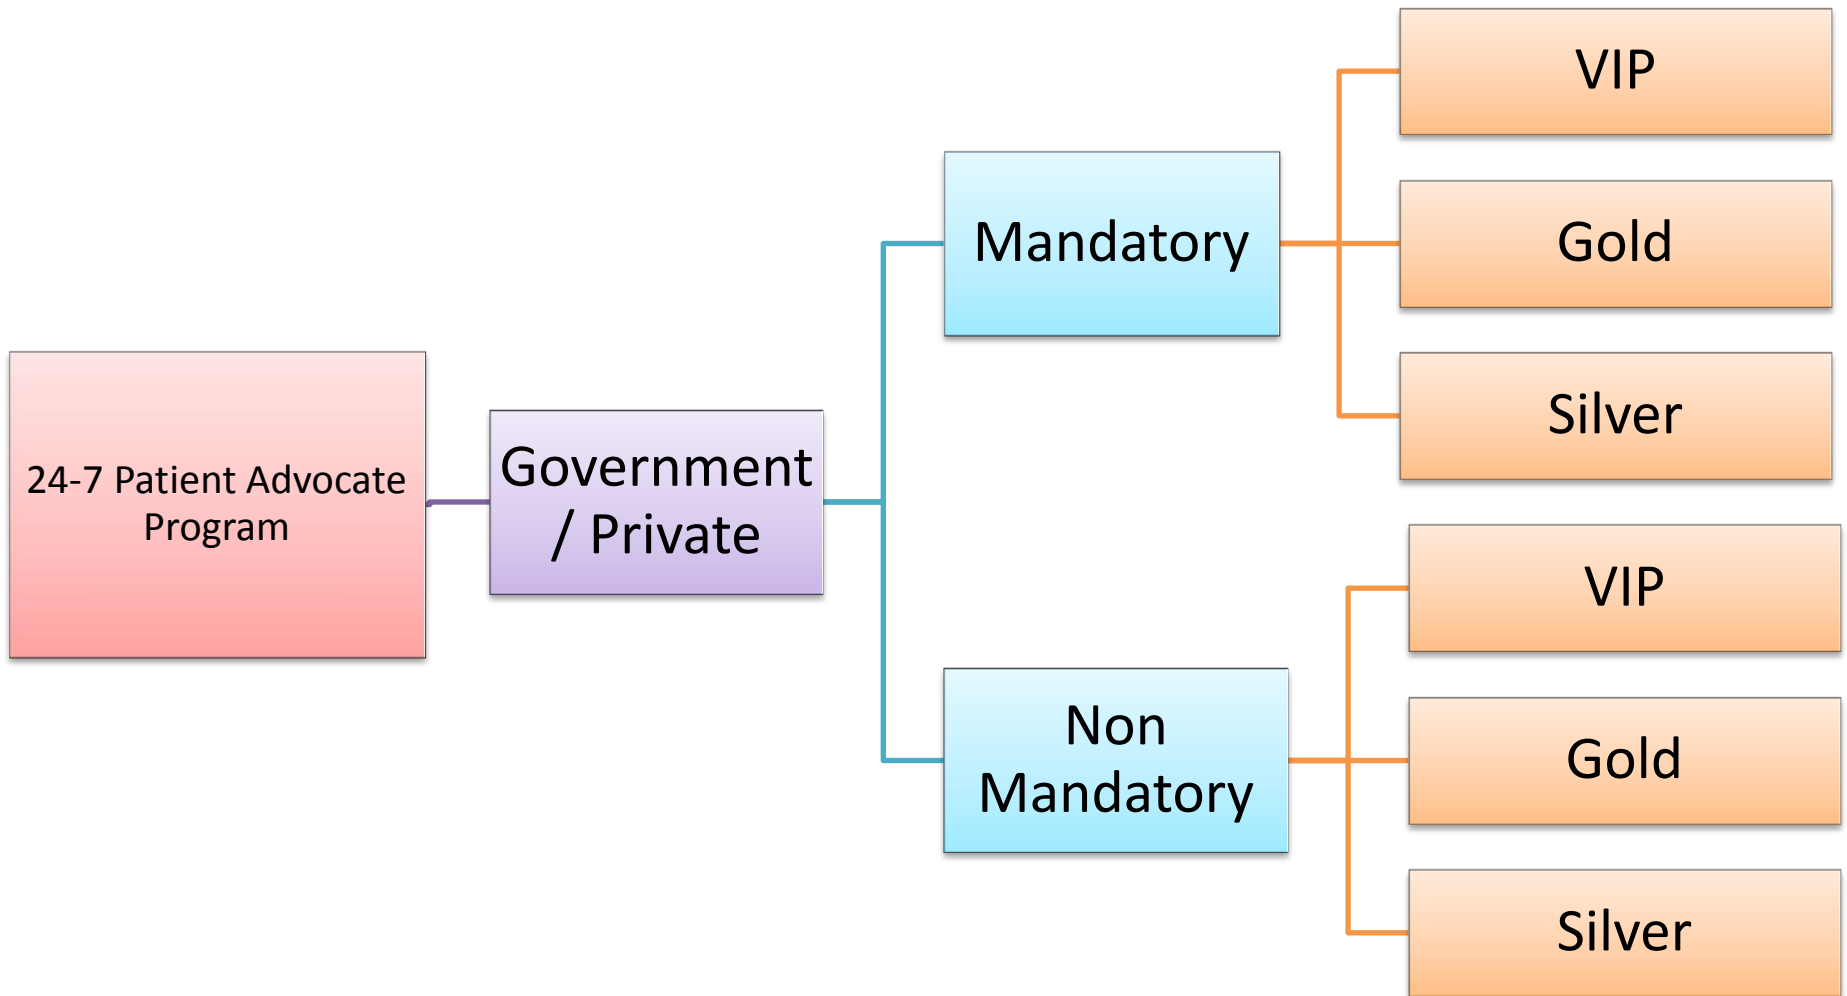 24-7 Patient Advocate
Program
Government
/ Private
Mandatory
VIP
Gold
Silver
Non
Mandatory
VIP
Gold
Silver